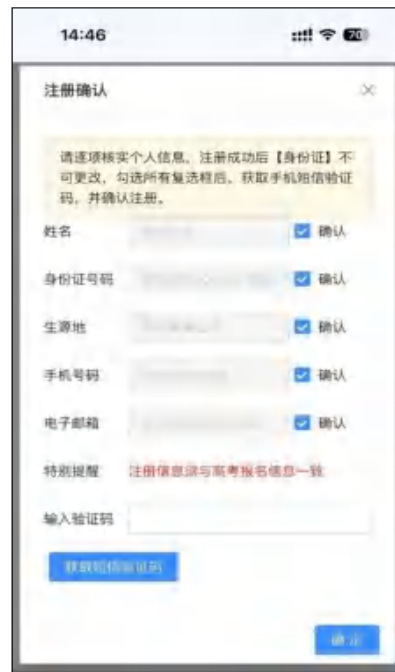 14:46
70
注册确认
请逐项核实个人信息，注册成功后【身份证】不
可更改，勾选所有复选框后，获取手机短信验证
码，并确认注册。
姓名 确认
身份证号码 确认
生源地 确认
手机号码 确认
电子邮箱 确认
特别提醒 注册信息须与高考报名信息一致
输入验证码
获取短信验证码
确 定